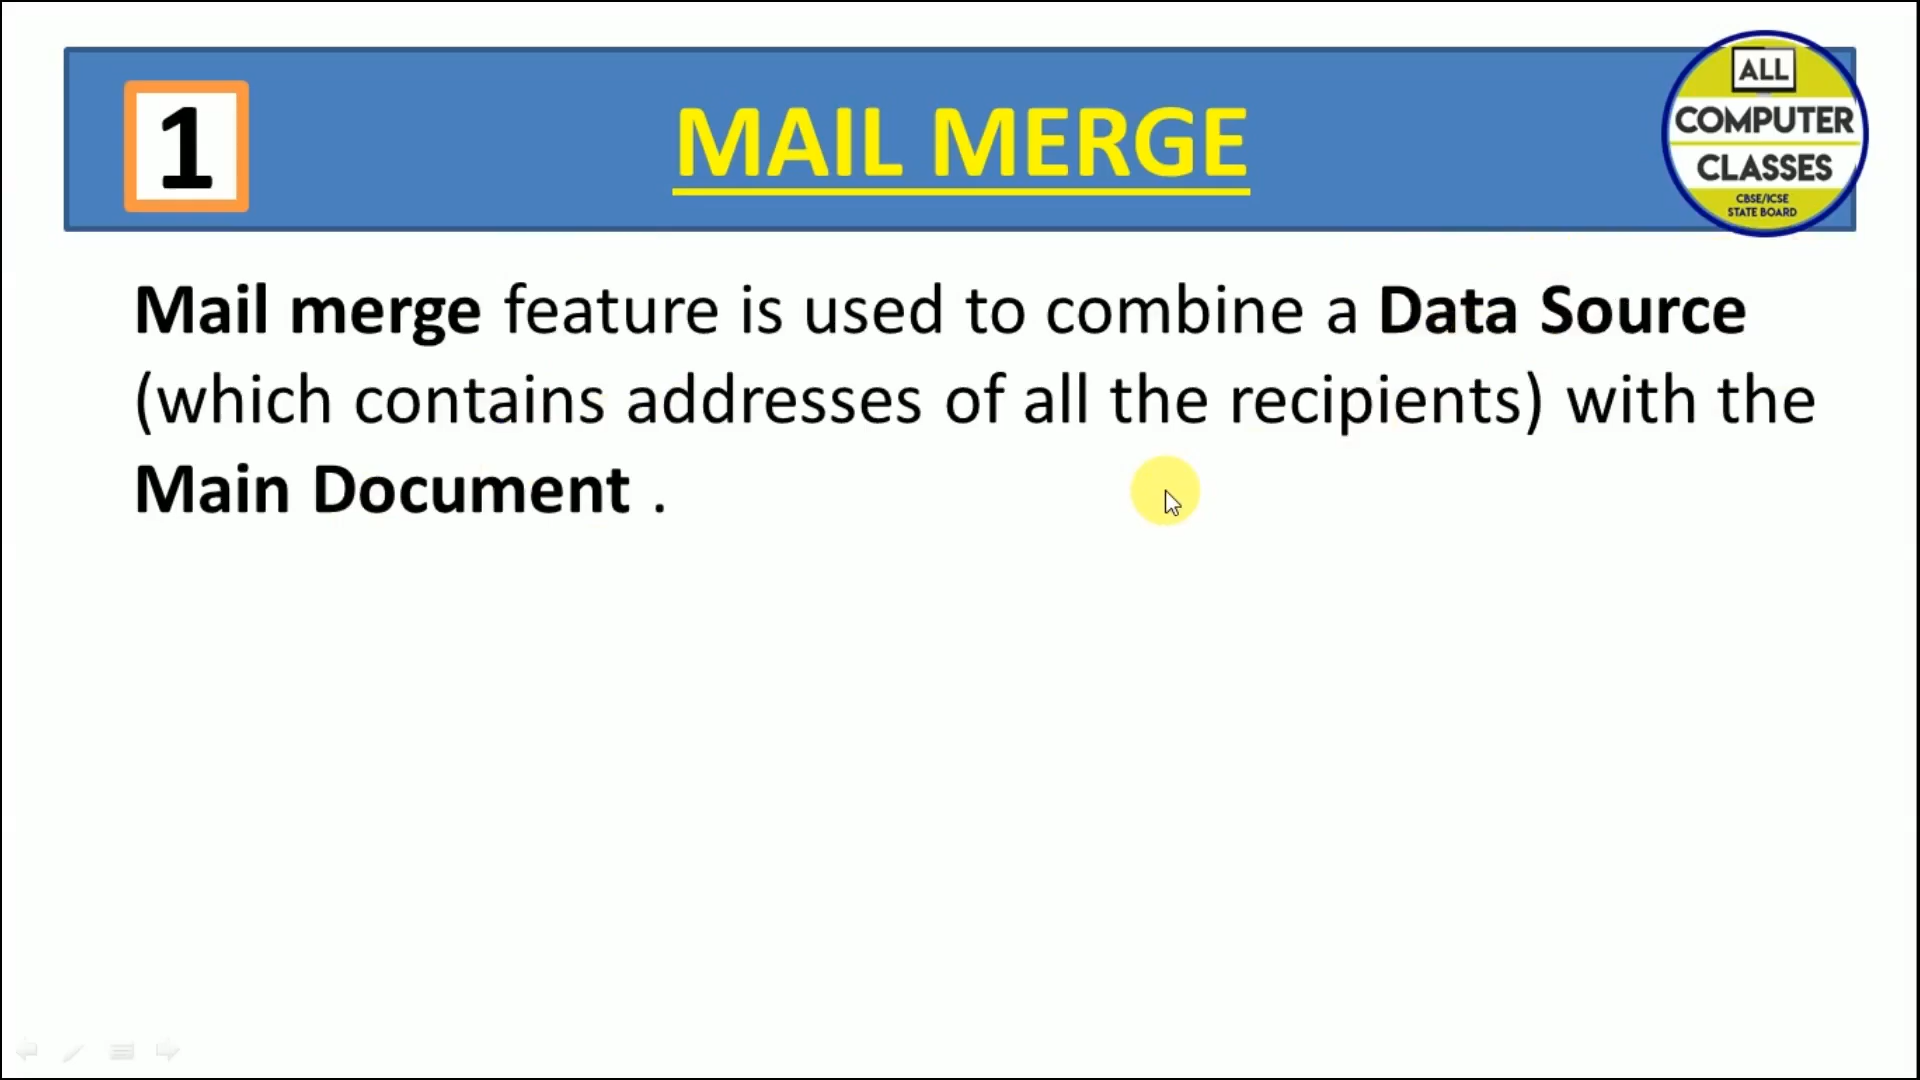 1
MAIL MERGE
ALL
COMPUTER
CLASSES
CBSE/ICSE
STATE BOARD
Mail merge feature is used to combine a Data Source
(which contains addresses of all the recipients) with the
Main Document .